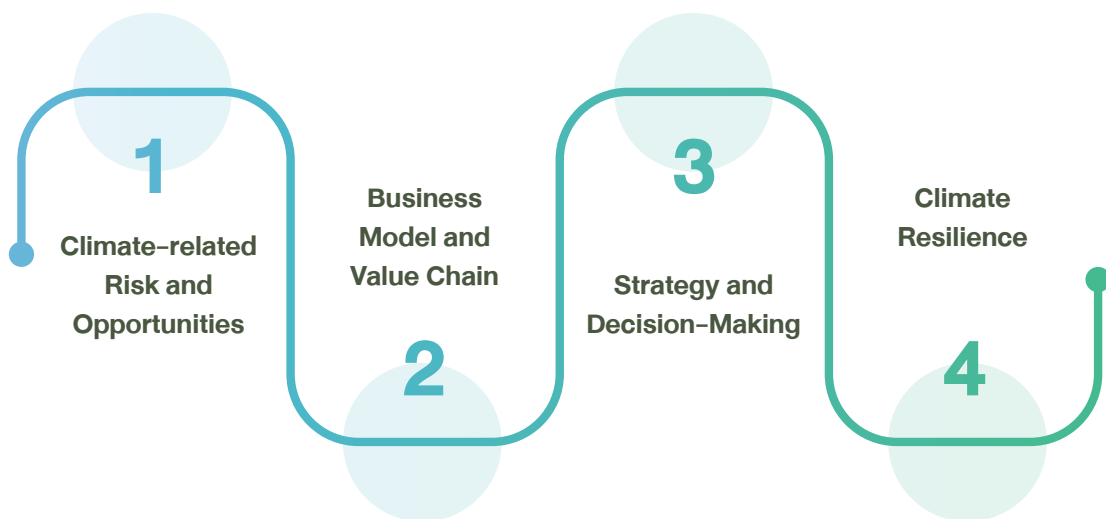 1
Climate–related
Risk and
Opportunities
Business
Model and
Value Chain
2
3
Strategy and
Decision–Making
Climate
Resilience
4